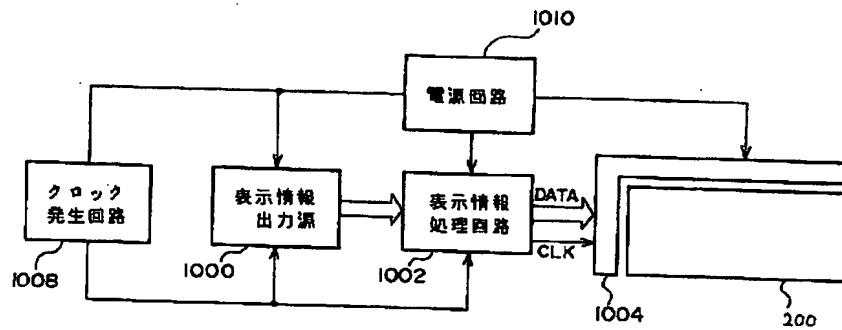 1010
電源回路
クロック
発生回路
表示情報
出力源
表示情報
処理回路
DATA
CLK
1008
1000
1002
1004
200